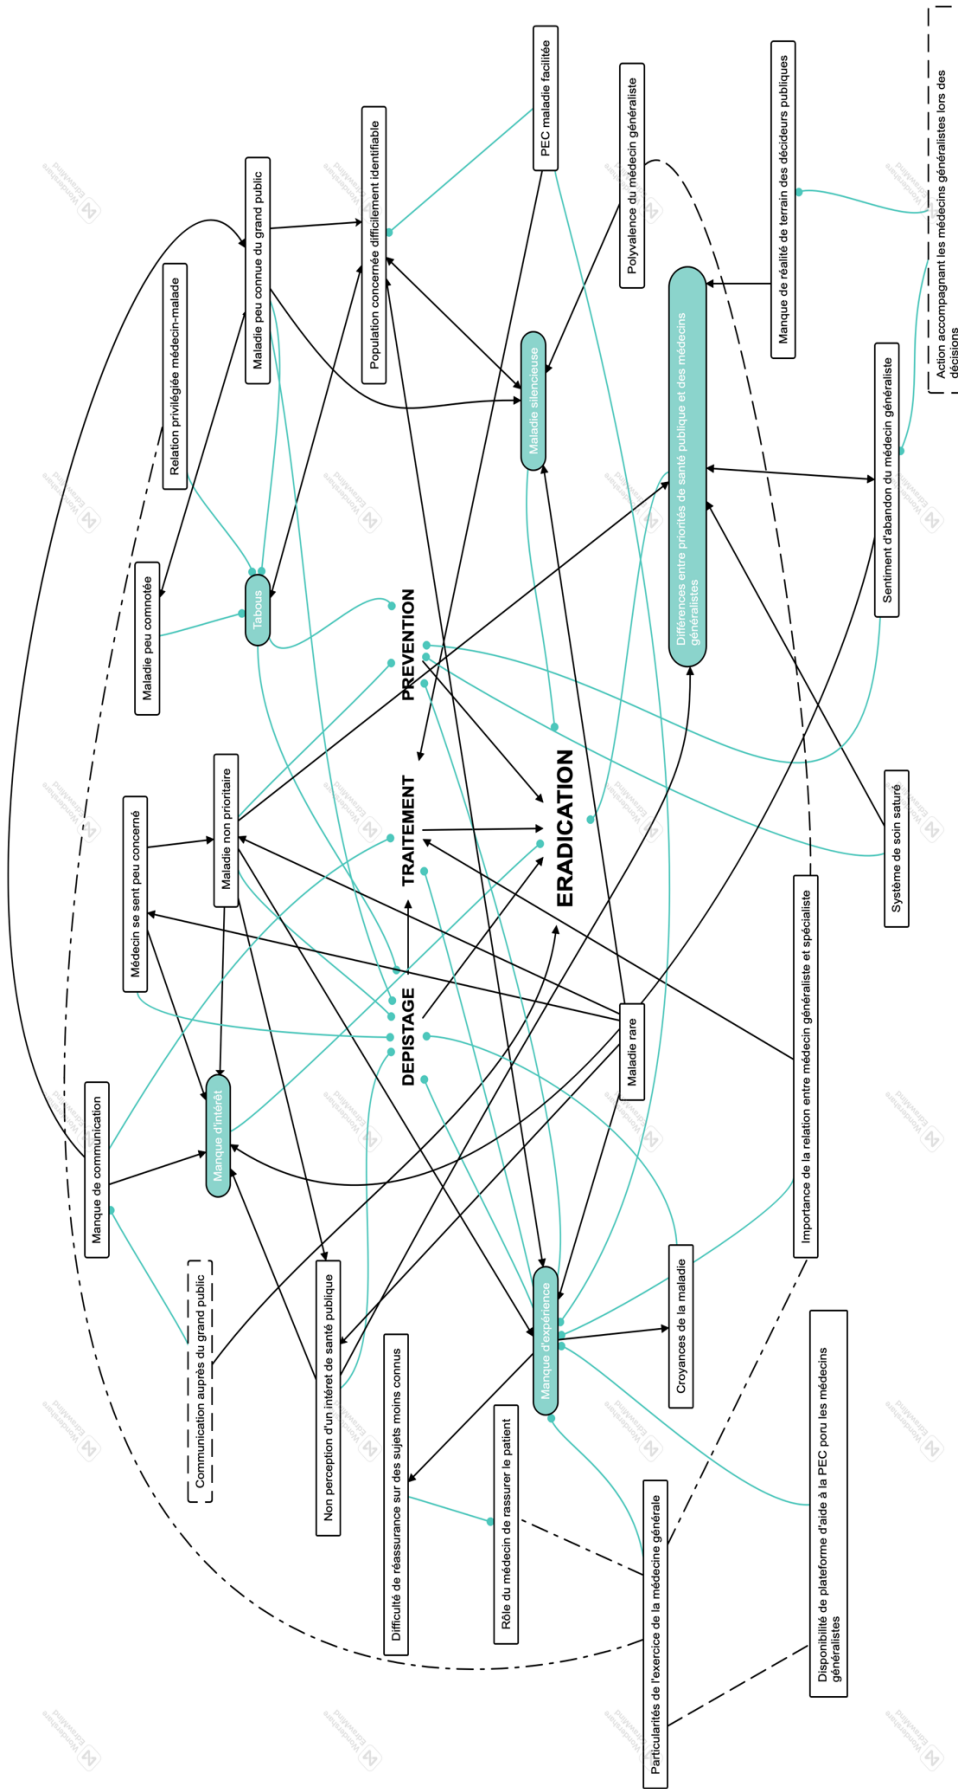 Manque de communication
Médecin se sent peu concerné
Maladie peu comnotée
Relation privilégiée médecin-malade
Communication auprès du grand public
Manque d'intérêt
Maladie non prioritaire
Tabous
Maladie peu connue du grand public
Non perception d'un intéret de santé publique
Population concernée difficilement identifiable
Difficulté de réassurance sur des sujets moins connus
DEPISTAGE
TRAITEMENT
PREVENTION
Rôle du médecin de rassurer le patient
Manque d'expérience
ERADICATION
Maladie silencieuse
PEC maladie facilitée
Particularités de l'exercice de la médecine générale
Croyances de la maladie
Maladie rare
Polyvalence du médecin généraliste
Différences entre priorités de santé publique et des médecins
généralistes
Manque de réalité de terrain des décideurs publiques
Disponibilité de plateforme d'aide à la PEC poru les médecins
généralistes
Importance de la relation entre médecin généraliste et spécialiste
Système de soin saturé
Sentiment d'abandon du médecin généraliste
Action accompagnant les médecins généralistes lors des
décisions
Wondershare
EdrawMind